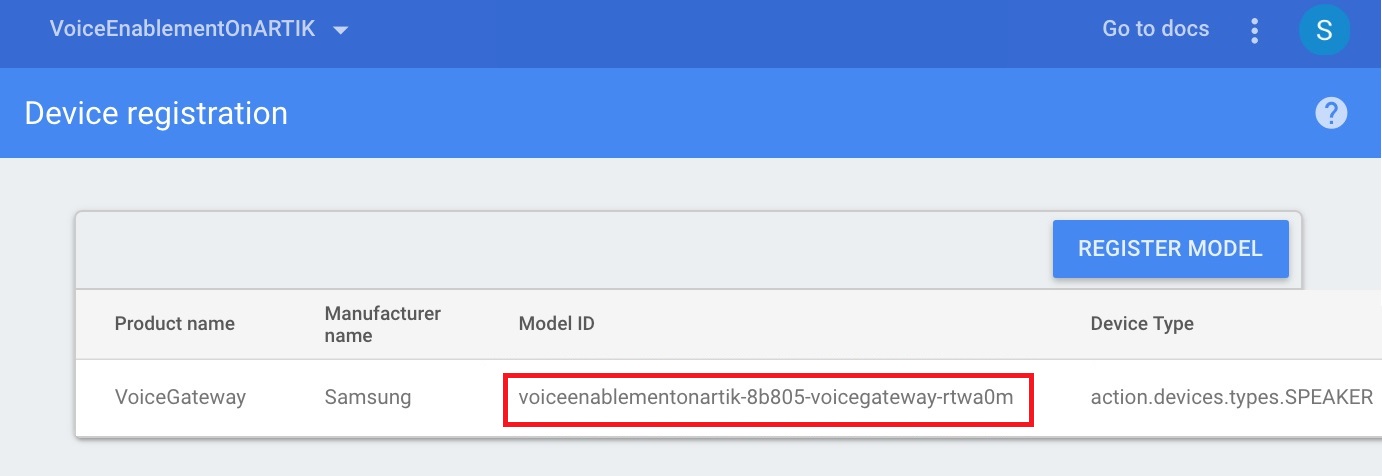 VoiceEnablementOnARTIK Go to docs S
Device registration ?
REGISTER MODEL
Product name Manufacturer name Model ID Device Type
VoiceGateway Samsung voiceenablementonartik-8b805-voicegateway-rtwa0m action.devices.types.SPEAKER